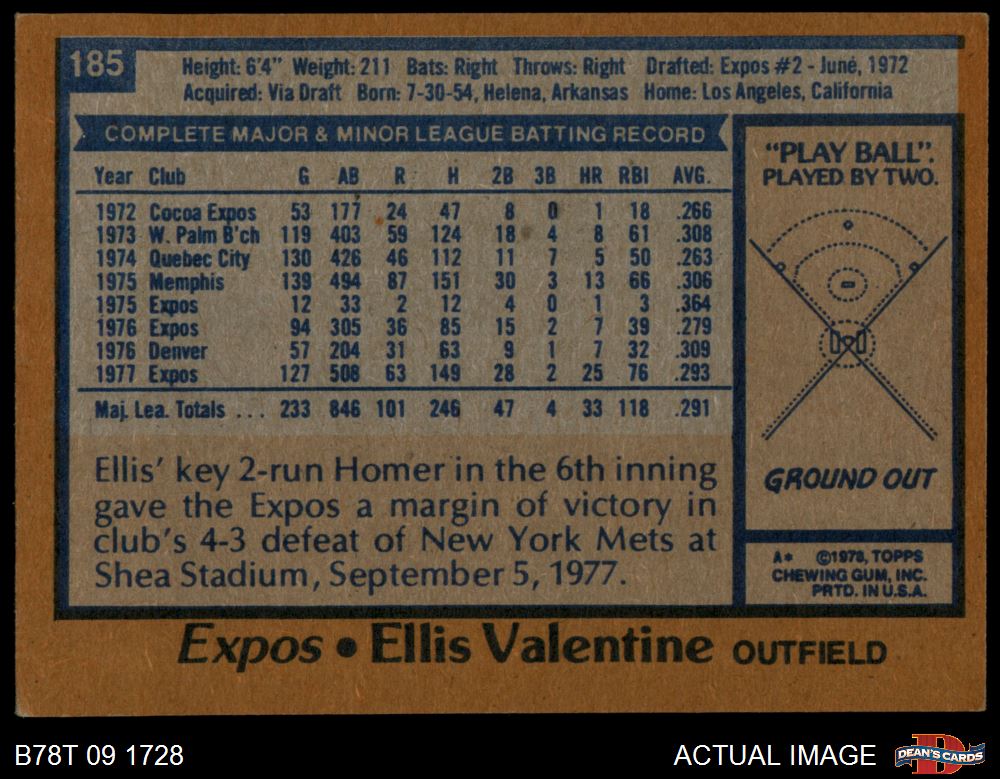 185
Height: 6'4" Weight: 211 Bats: Right Throws: Right Drafted: Expos #2 - June, 1972
Acquired: Via Draft Born: 7-30-54, Helena, Arkansas Home: Los Angeles, California
COMPLETE MAJOR & MINOR LEAGUE BATTING RECORD
Year Club G AB R H 2B 3B HR RBI AVG.
1972 Cocoa Expos 53 177 24 47 8 0 1 18 .266
1973 W. Palm B'ch 119 403 59 124 18 4 8 61 .308
1974 Quebec City 130 426 46 112 11 7 5 50 .263
1975 Memphis 139 494 87 151 30 3 13 66 .306
1975 Expos 12 33 2 12 4 0 1 3 .364
1976 Expos 94 305 36 85 15 2 7 39 .279
1976 Denver 57 204 31 63 9 1 7 32 .309
1977 Expos 127 508 63 149 28 2 25 76 .293
Maj. Lea. Totals ... 233 846 101 246 47 4 33 118 .291
Ellis' key 2-run Homer in the 6th inning
gave the Expos a margin of victory in
club's 4-3 defeat of New York Mets at
Shea Stadium, September 5, 1977.
"PLAY BALL".
PLAYED BY TWO.
GROUND OUT
A* ©1978, TOPPS
CHEWING GUM, INC.
PRTD. IN U.S.A.
Expos • Ellis Valentine OUTFIELD
B78T 09 1728
ACTUAL IMAGE
D
DEAN'S CARDS